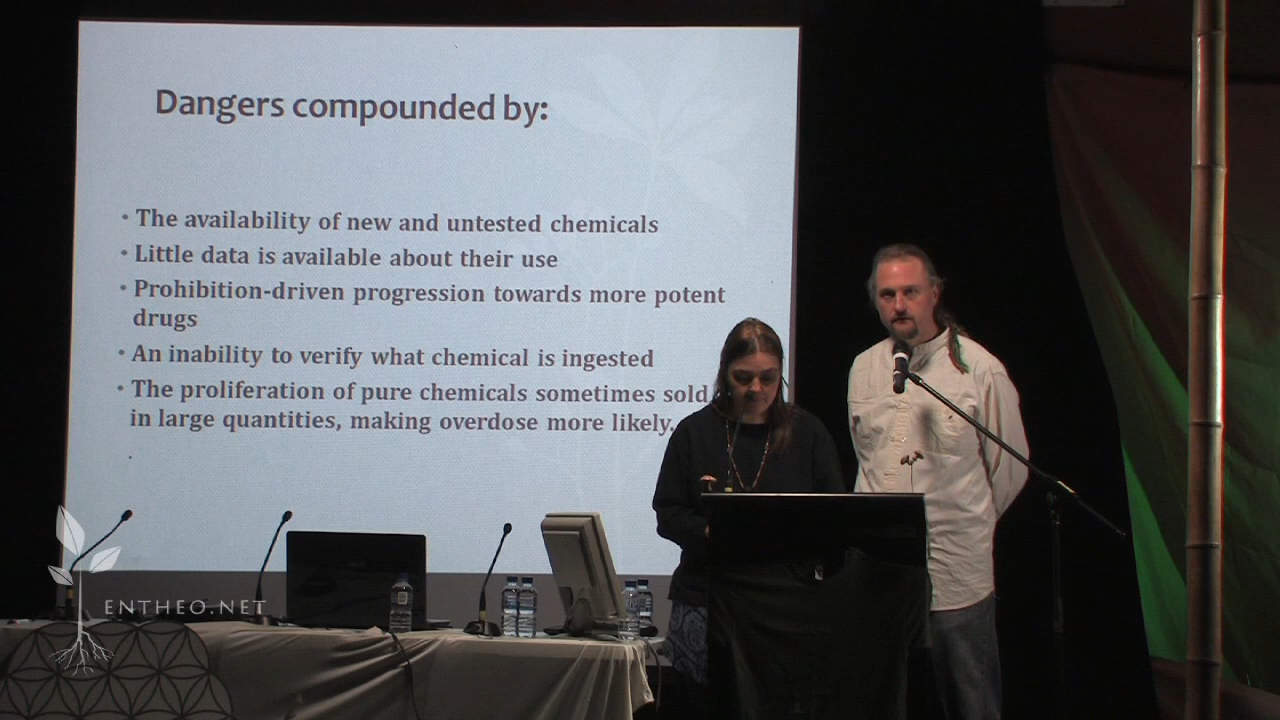 Dangers compounded by:
• The availability of new and untested chemicals
• Little data is available about their use
• Prohibition-driven progression towards more potent
drugs
• An inability to verify what chemical is ingested
• The proliferation of pure chemicals sometimes sold
in large quantities, making overdose more likely.
ENTHEO.NET